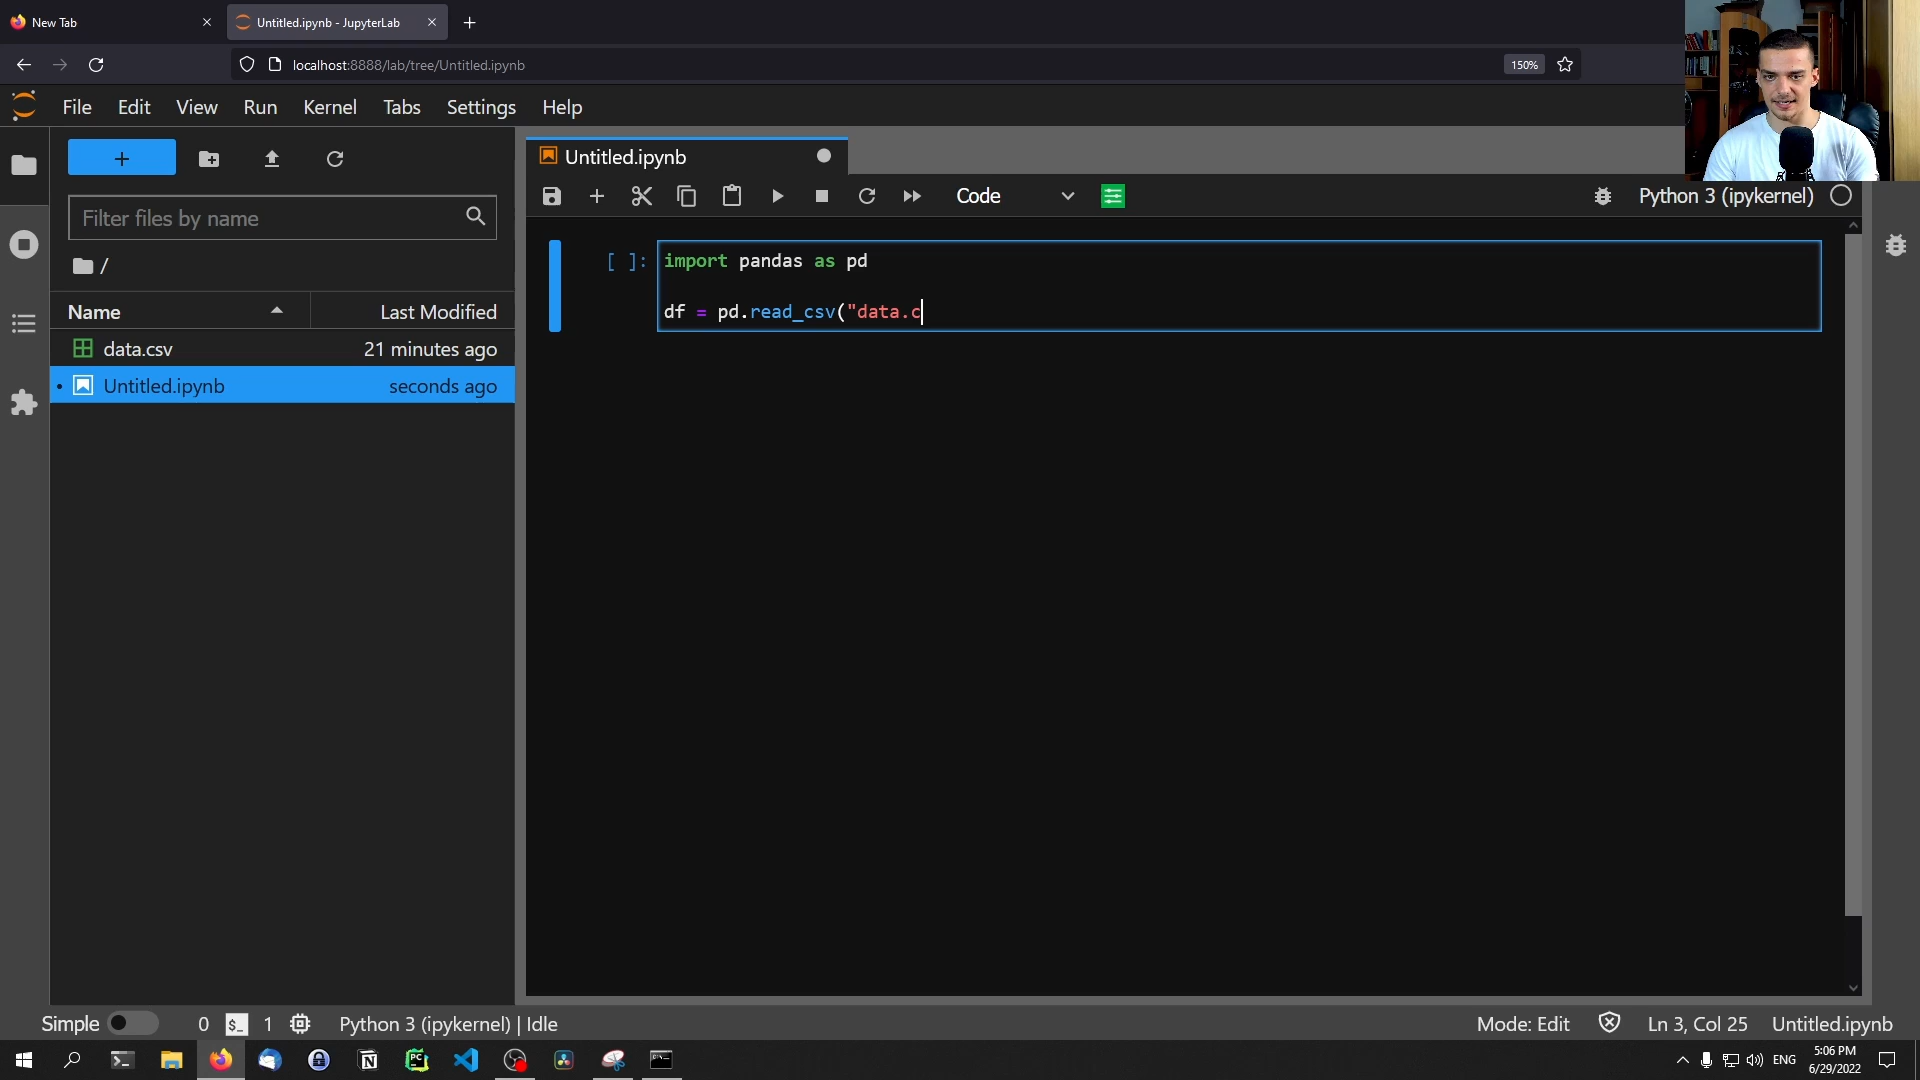 New Tab
Untitled.ipynb - JupyterLab
localhost:8888/lab/tree/Untitled.ipynb
150%
File Edit View Run Kernel Tabs Settings Help
Untitled.ipynb
Filter files by name
Code
Python 3 (ipykernel)
/
Name Last Modified
data.csv 21 minutes ago
Untitled.ipynb seconds ago
[ ]: import pandas as pd
df = pd.read_csv("data.c
Simple 0 $_ 1 Python 3 (ipykernel) | Idle
Mode: Edit Ln 3, Col 25 Untitled.ipynb
ENG
5:06 PM
6/29/2022